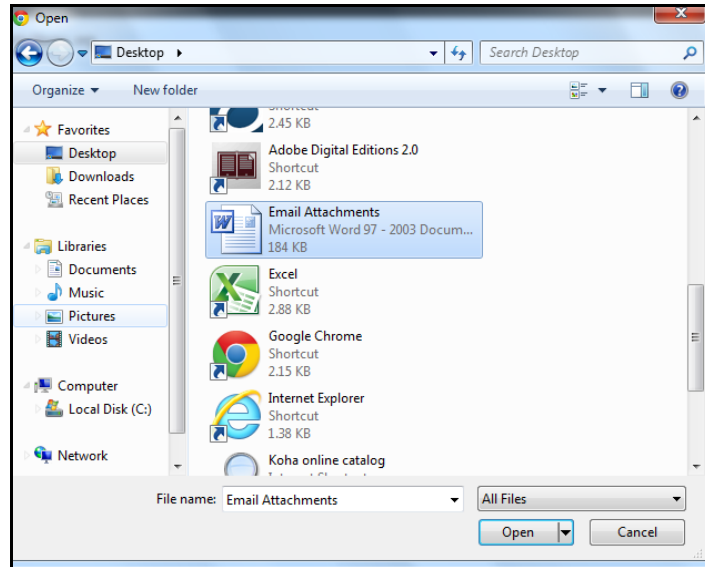 Open
Desktop
Search Desktop
Organize
New folder
Favorites
Desktop
Downloads
Recent Places
Libraries
Documents
Music
Pictures
Videos
Computer
Local Disk (C:)
Network
Shortcut
2.45 KB
Adobe Digital Editions 2.0
Shortcut
2.12 KB
Email Attachments
Microsoft Word 97 - 2003 Docum...
184 KB
Excel
Shortcut
2.88 KB
Google Chrome
Shortcut
2.15 KB
Internet Explorer
Shortcut
1.38 KB
Koha online catalog
Internet Shortcut
File name: Email Attachments
All Files
Open
Cancel